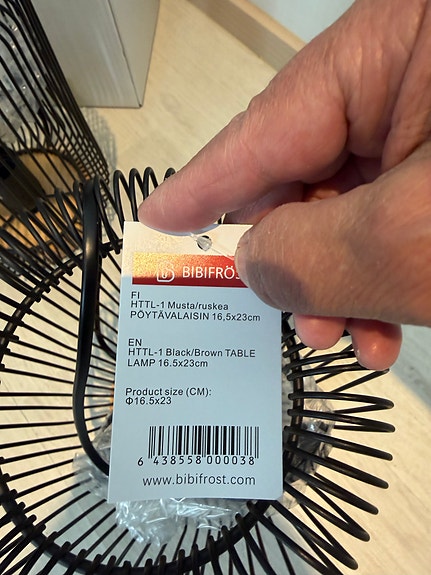 BIBIFRÖS
FI
HTTL-1 Musta/ruskea
PÖYTÄVALAISIN 16,5x23cm
EN
HTTL-1 Black/Brown TABLE
LAMP 16.5x23cm
Product size (CM):
Φ16.5x23
6 438558 000038
www.bibifrost.com